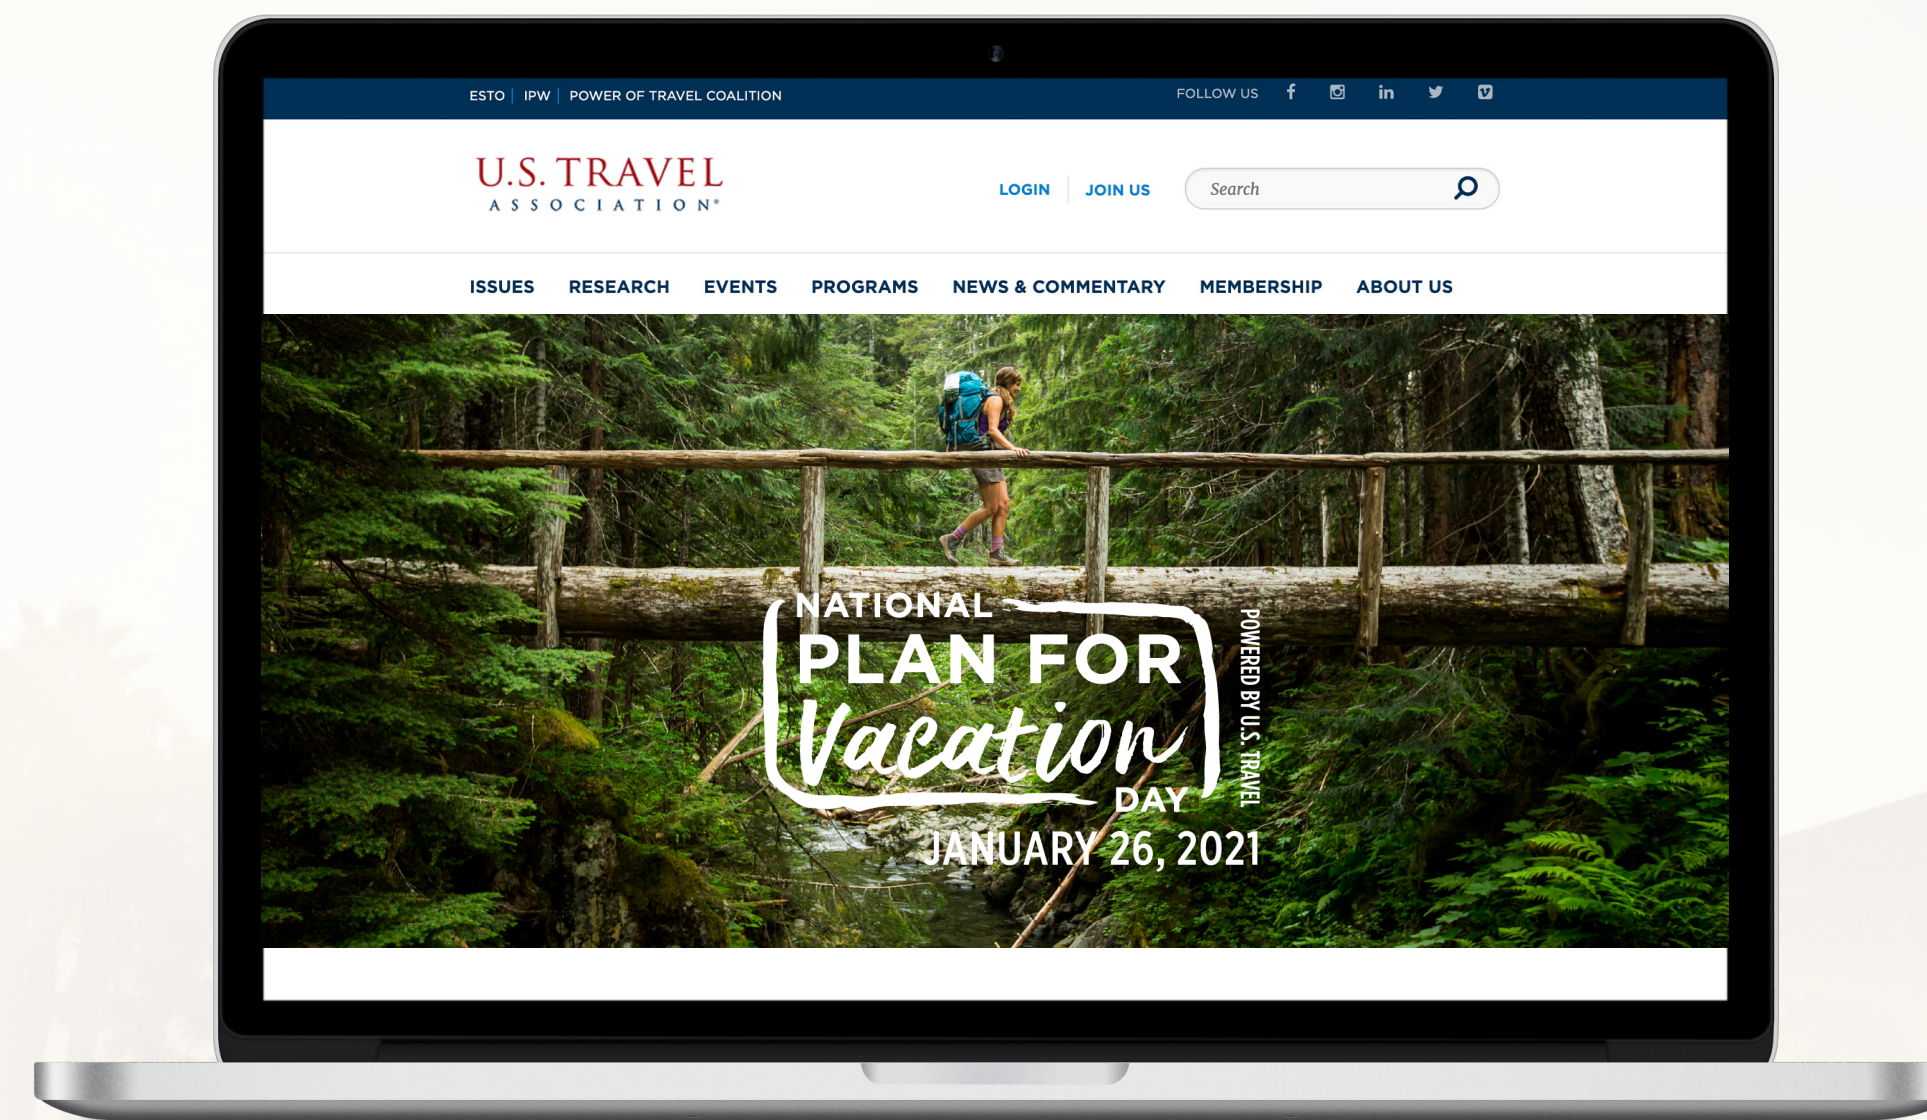 ESTO | IPW | POWER OF TRAVEL COALITION
FOLLOW US
U.S. TRAVEL
ASSOCIATION®
LOGIN
JOIN US
Search
ISSUES RESEARCH EVENTS PROGRAMS NEWS & COMMENTARY MEMBERSHIP ABOUT US
NATIONAL
PLAN FOR
Vacation
DAY
POWERED BY U.S. TRAVEL
JANUARY 26, 2021